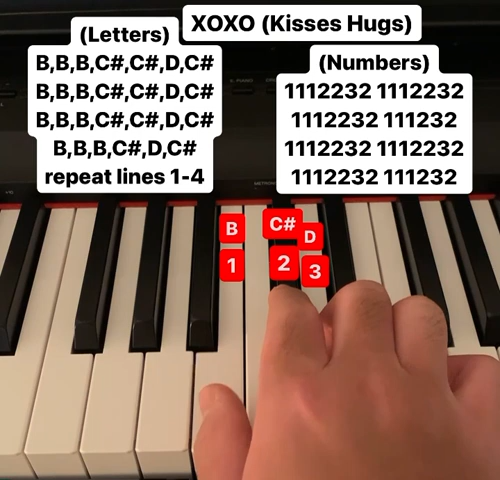 XOXO (Kisses Hugs)
(Letters)
B,B,B,C#,C#,D,C#
B,B,B,C#,C#,D,C#
B,B,B,C#,C#,D,C#
B,B,B,C#,D,C#
repeat lines 1-4
(Numbers)
1112232 1112232
1112232 111232
1112232 1112232
1112232 111232
B
C#
D
1
2
3